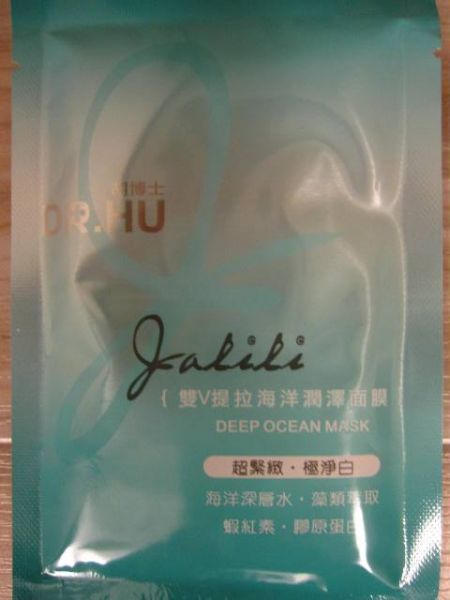 胡博士
DR.HU
Jalili
{ 雙V提拉海洋潤澤面膜
DEEP OCEAN MASK
超緊緻·極淨白
海洋深層水·藻類萃取
蝦紅素·膠原蛋白